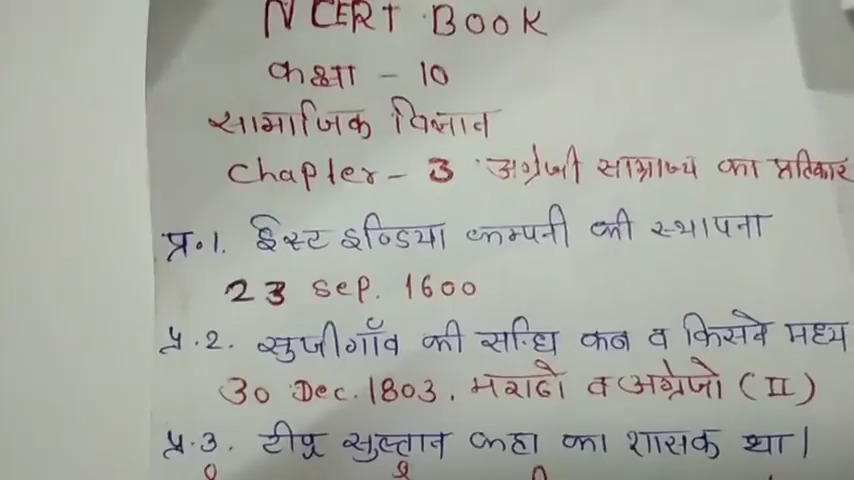 NCERT BOOK
कक्षा - 10
सामाजिक विज्ञान
Chapter - 3 अंग्रेजी साम्राज्य का प्रतिकार
प्र.1. ईस्ट इण्डिया कम्पनी की स्थापना
23 Sep. 1600
प्र.2. सुर्जीगाँव की सन्धि कब व किसके मध्य
30 Dec. 1803. मराठो व अंग्रेजो (II)
प्र.3. टीपू सुल्तान कहा का शासक था।